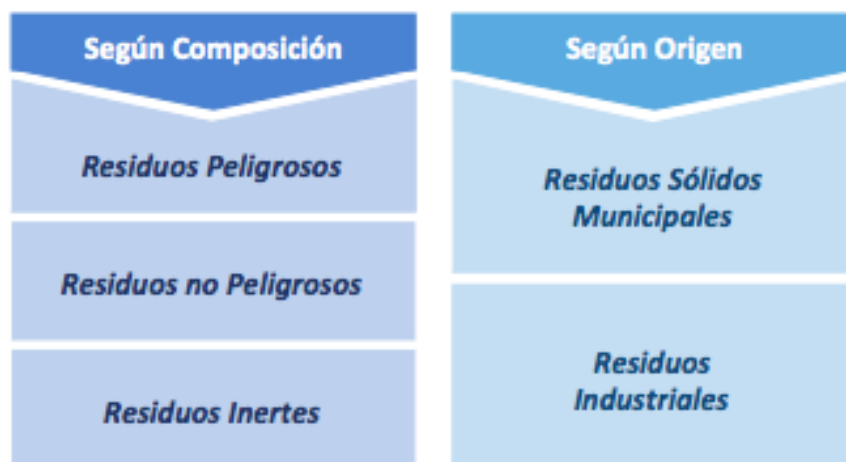 Según Composición
Residuos Peligrosos
Residuos no Peligrosos
Residuos Inertes
Según Origen
Residuos Sólidos
Municipales
Residuos
Industriales